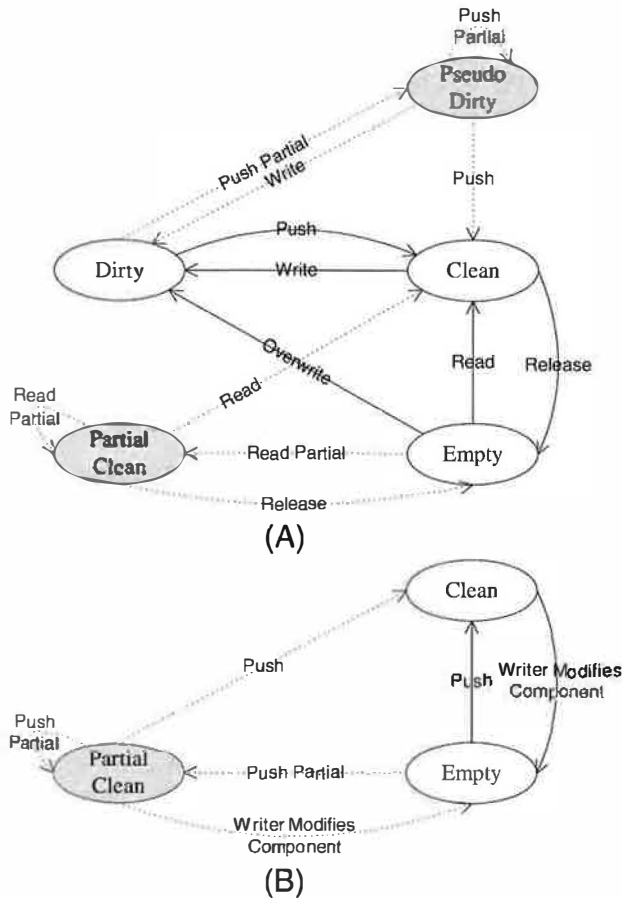 Push
Partial
Pseudo
Dirty
Push Partial
Write
Push
Dirty
Push
Write
Clean
Overwrite
Read
Read
Release
Read
Partial
Partial
Clean
Read Partial
Empty
Release
(A)
Clean
Push
Push
Writer Modifies
Component
Push
Partial
Partial
Clean
Push Partial
Empty
Writer Modifies
Component
(B)